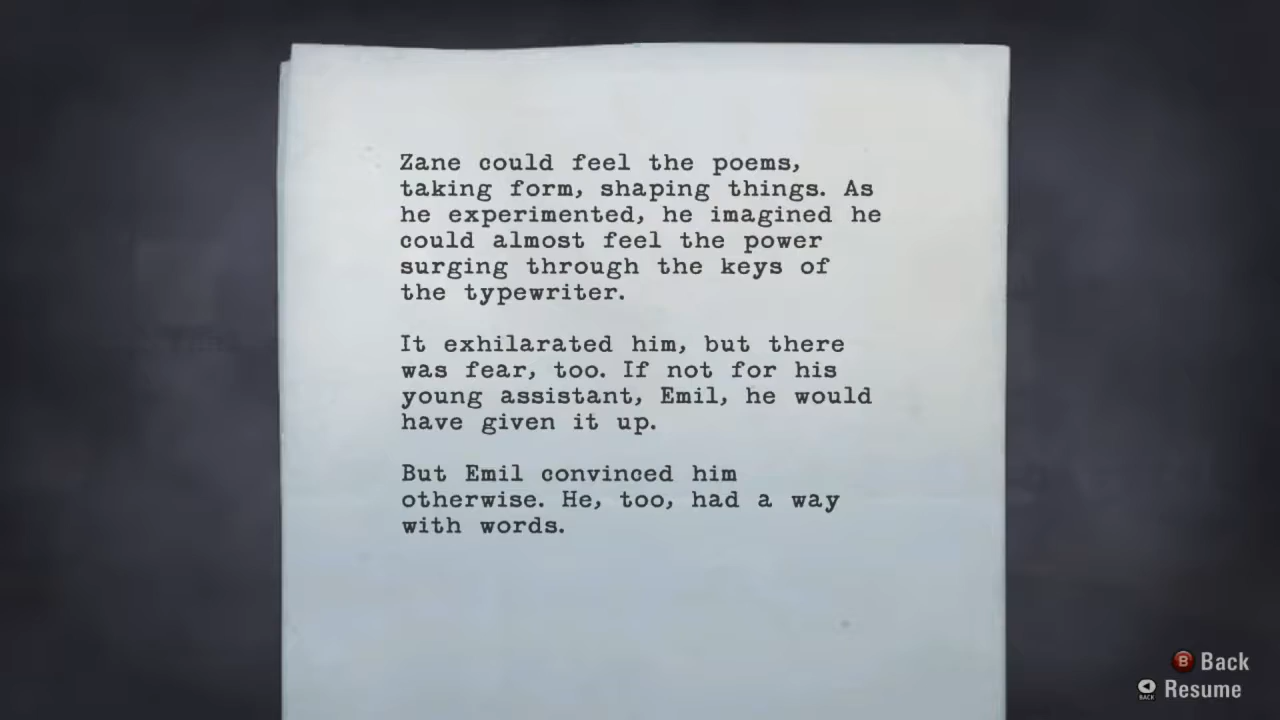 Zane could feel the poems,
taking form, shaping things. As
he experimented, he imagined he
could almost feel the power
surging through the keys of
the typewriter.
It exhilarated him, but there
was fear, too. If not for his
young assistant, Emil, he would
have given it up.
But Emil convinced him
otherwise. He, too, had a way
with words.
B Back
BACK Resume